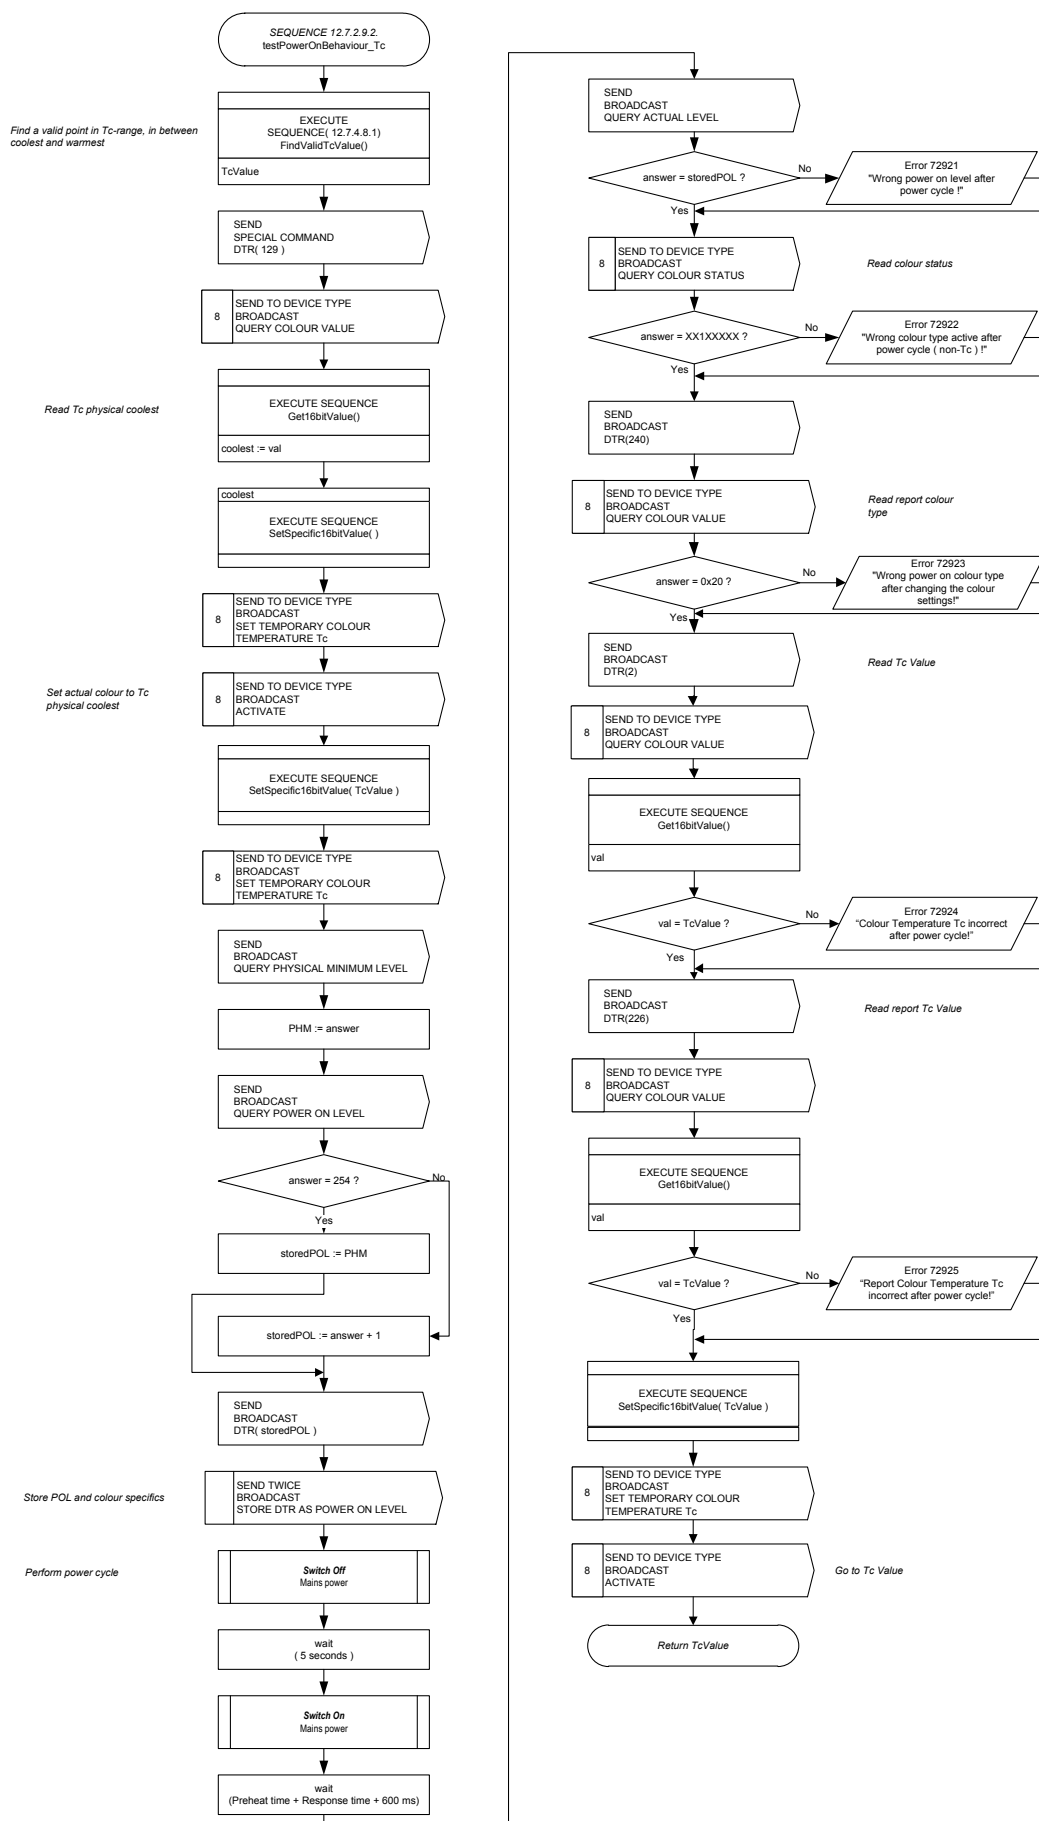 SEQUENCE 12.7.2.9.2.
testPowerOnBehaviour_Tc
Find a valid point in Tc-range, in between
coolest and warmest
EXECUTE
SEQUENCE( 12.7.4.8.1)
FindValidTcValue()
TcValue
SEND
SPECIAL COMMAND
DTR( 129 )
8
SEND TO DEVICE TYPE
BROADCAST
QUERY COLOUR VALUE
Read Tc physical coolest
EXECUTE SEQUENCE
Get16bitValue()
coolest := val
coolest
EXECUTE SEQUENCE
SetSpecific16bitValue( )
8
SEND TO DEVICE TYPE
BROADCAST
SET TEMPORARY COLOUR
TEMPERATURE Tc
Set actual colour to Tc
physical coolest
8
SEND TO DEVICE TYPE
BROADCAST
ACTIVATE
EXECUTE SEQUENCE
SetSpecific16bitValue( TcValue )
8
SEND TO DEVICE TYPE
BROADCAST
SET TEMPORARY COLOUR
TEMPERATURE Tc
SEND
BROADCAST
QUERY PHYSICAL MINIMUM LEVEL
PHM := answer
SEND
BROADCAST
QUERY POWER ON LEVEL
answer = 254 ?
No
Yes
storedPOL := PHM
storedPOL := answer + 1
SEND
BROADCAST
DTR( storedPOL )
Store POL and colour specifics
SEND TWICE
BROADCAST
STORE DTR AS POWER ON LEVEL
Perform power cycle
Switch Off
Mains power
wait
( 5 seconds )
Switch On
Mains power
wait
(Preheat time + Response time + 600 ms)
SEND
BROADCAST
QUERY ACTUAL LEVEL
answer = storedPOL ?
No
Error 72921
"Wrong power on level after
power cycle !"
Yes
8
SEND TO DEVICE TYPE
BROADCAST
QUERY COLOUR STATUS
Read colour status
answer = XX1XXXXX ?
No
Error 72922
"Wrong colour type active after
power cycle ( non-Tc ) !"
Yes
SEND
BROADCAST
DTR(240)
8
SEND TO DEVICE TYPE
BROADCAST
QUERY COLOUR VALUE
Read report colour
type
answer = 0x20 ?
No
Error 72923
"Wrong power on colour type
after changing the colour
settings!"
Yes
SEND
BROADCAST
DTR(2)
Read Tc Value
8
SEND TO DEVICE TYPE
BROADCAST
QUERY COLOUR VALUE
EXECUTE SEQUENCE
Get16bitValue()
val
val = TcValue ?
No
Error 72924
“Colour Temperature Tc incorrect
after power cycle!”
Yes
SEND
BROADCAST
DTR(226)
Read report Tc Value
8
SEND TO DEVICE TYPE
BROADCAST
QUERY COLOUR VALUE
EXECUTE SEQUENCE
Get16bitValue()
val
val = TcValue ?
No
Error 72925
“Report Colour Temperature Tc
incorrect after power cycle!”
Yes
EXECUTE SEQUENCE
SetSpecific16bitValue( TcValue )
8
SEND TO DEVICE TYPE
BROADCAST
SET TEMPORARY COLOUR
TEMPERATURE Tc
8
SEND TO DEVICE TYPE
BROADCAST
ACTIVATE
Go to Tc Value
Return TcValue